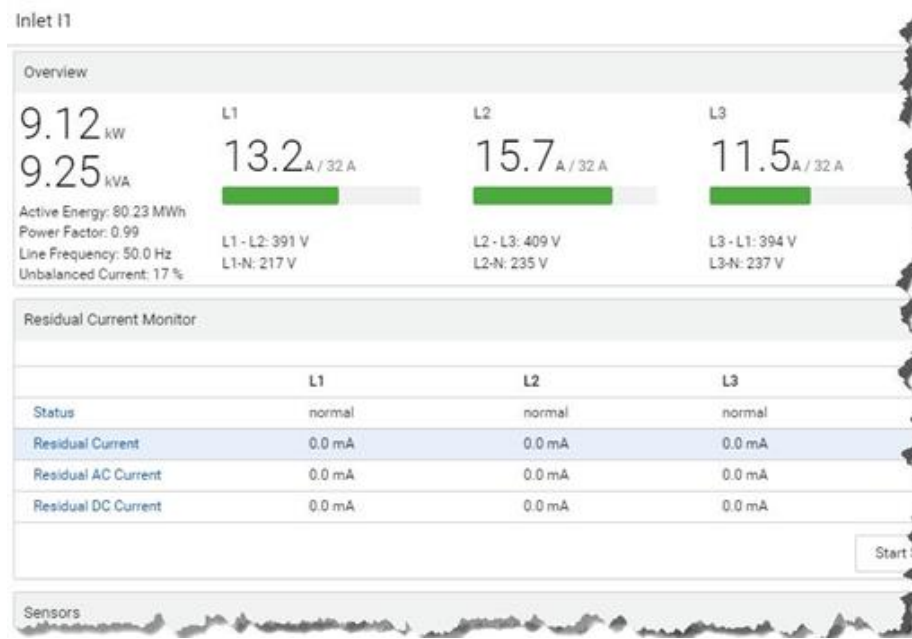 Inlet I1
Overview
9.12 kW
9.25 kVA
Active Energy: 80.23 MWh
Power Factor: 0.99
Line Frequency: 50.0 Hz
Unbalanced Current: 17 %
L1
13.2 A / 32 A
L1 - L2: 391 V
L1-N: 217 V
L2
15.7 A / 32 A
L2 - L3: 409 V
L2-N: 235 V
L3
11.5 A / 32 A
L3 - L1: 394 V
L3-N: 237 V
Residual Current Monitor
L1 L2 L3
Status normal normal normal
Residual Current 0.0 mA 0.0 mA 0.0 mA
Residual AC Current 0.0 mA 0.0 mA 0.0 mA
Residual DC Current 0.0 mA 0.0 mA 0.0 mA
Start
Sensors